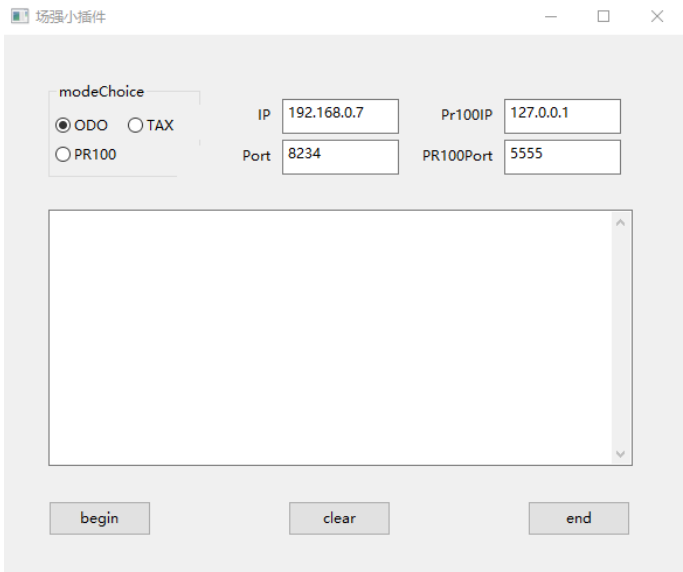 场强小插件
modeChoice
ODO TAX
PR100
IP 192.168.0.7
Port 8234
Pr100IP 127.0.0.1
PR100Port 5555
begin clear end